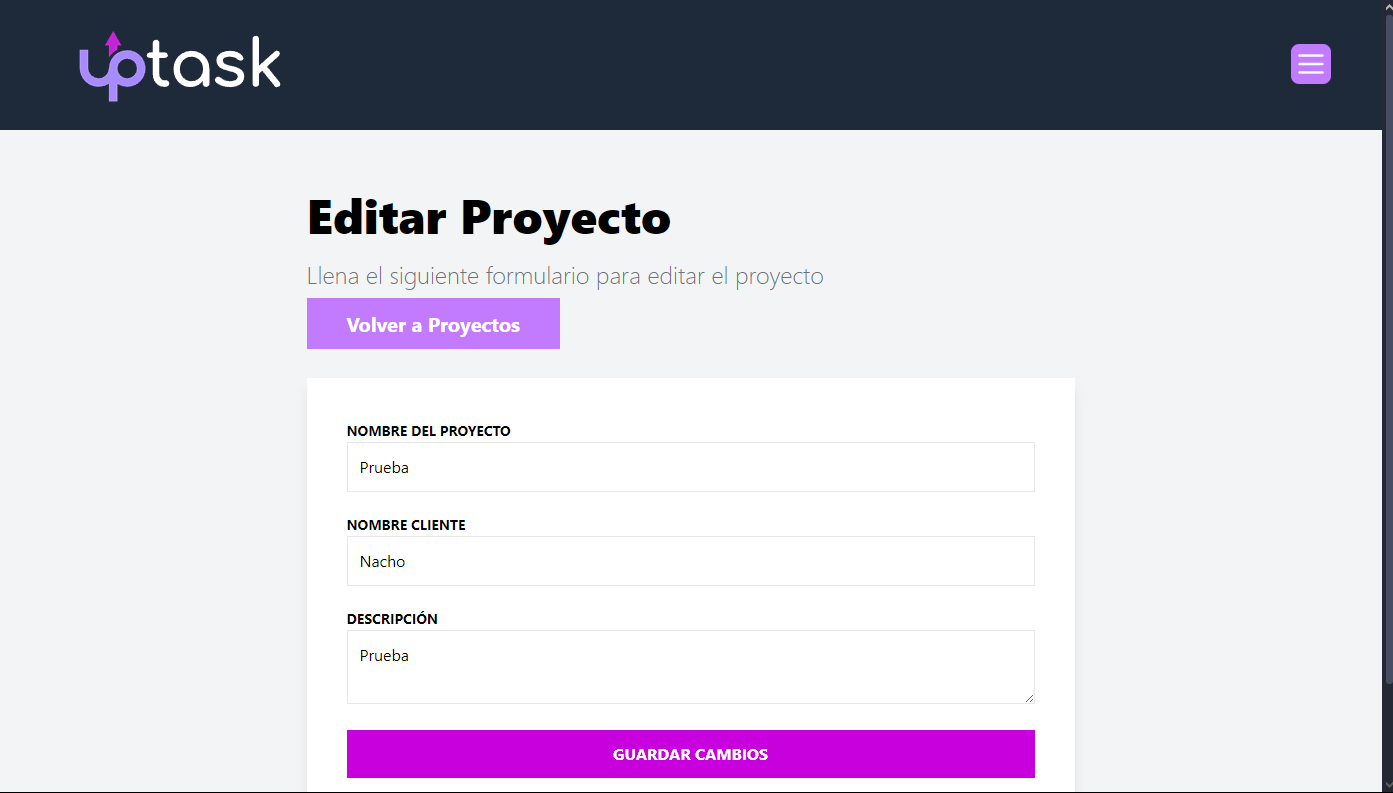 uptask
Editar Proyecto
Llena el siguiente formulario para editar el proyecto
Volver a Proyectos
NOMBRE DEL PROYECTO
Prueba
NOMBRE CLIENTE
Nacho
DESCRIPCIÓN
Prueba
GUARDAR CAMBIOS